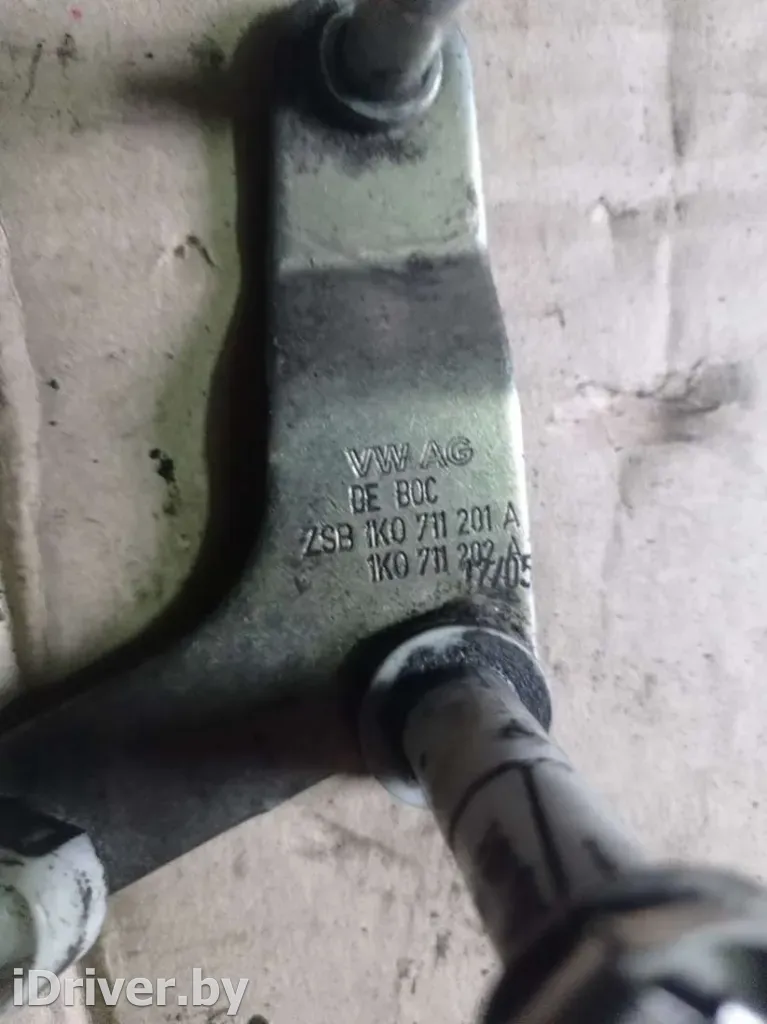 VW AG
DE BOC
ZSB 1K0 711 201 A
1K0 711 202 A
17/05
iDriver.by